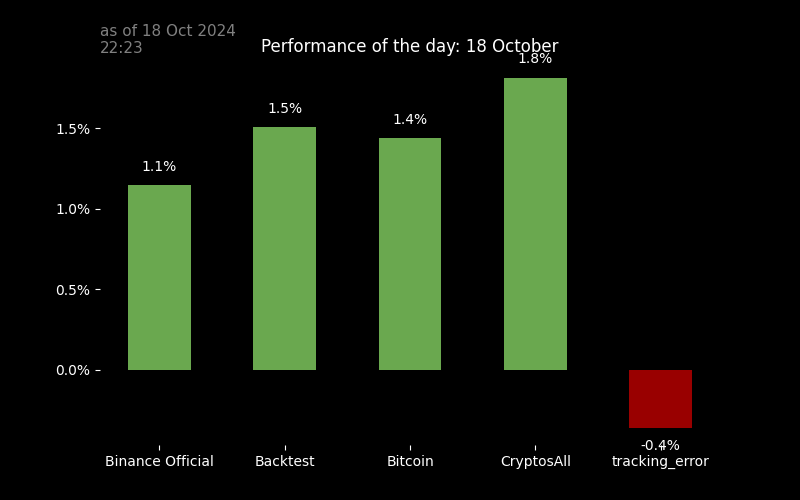 as of 18 Oct 2024
22:23
Performance of the day: 18 October
1.8%
1.5%
1.4%
1.1%
-0.4%
1.5%
1.0%
0.5%
0.0%
Binance Official
Backtest
Bitcoin
CryptosAll
tracking_error